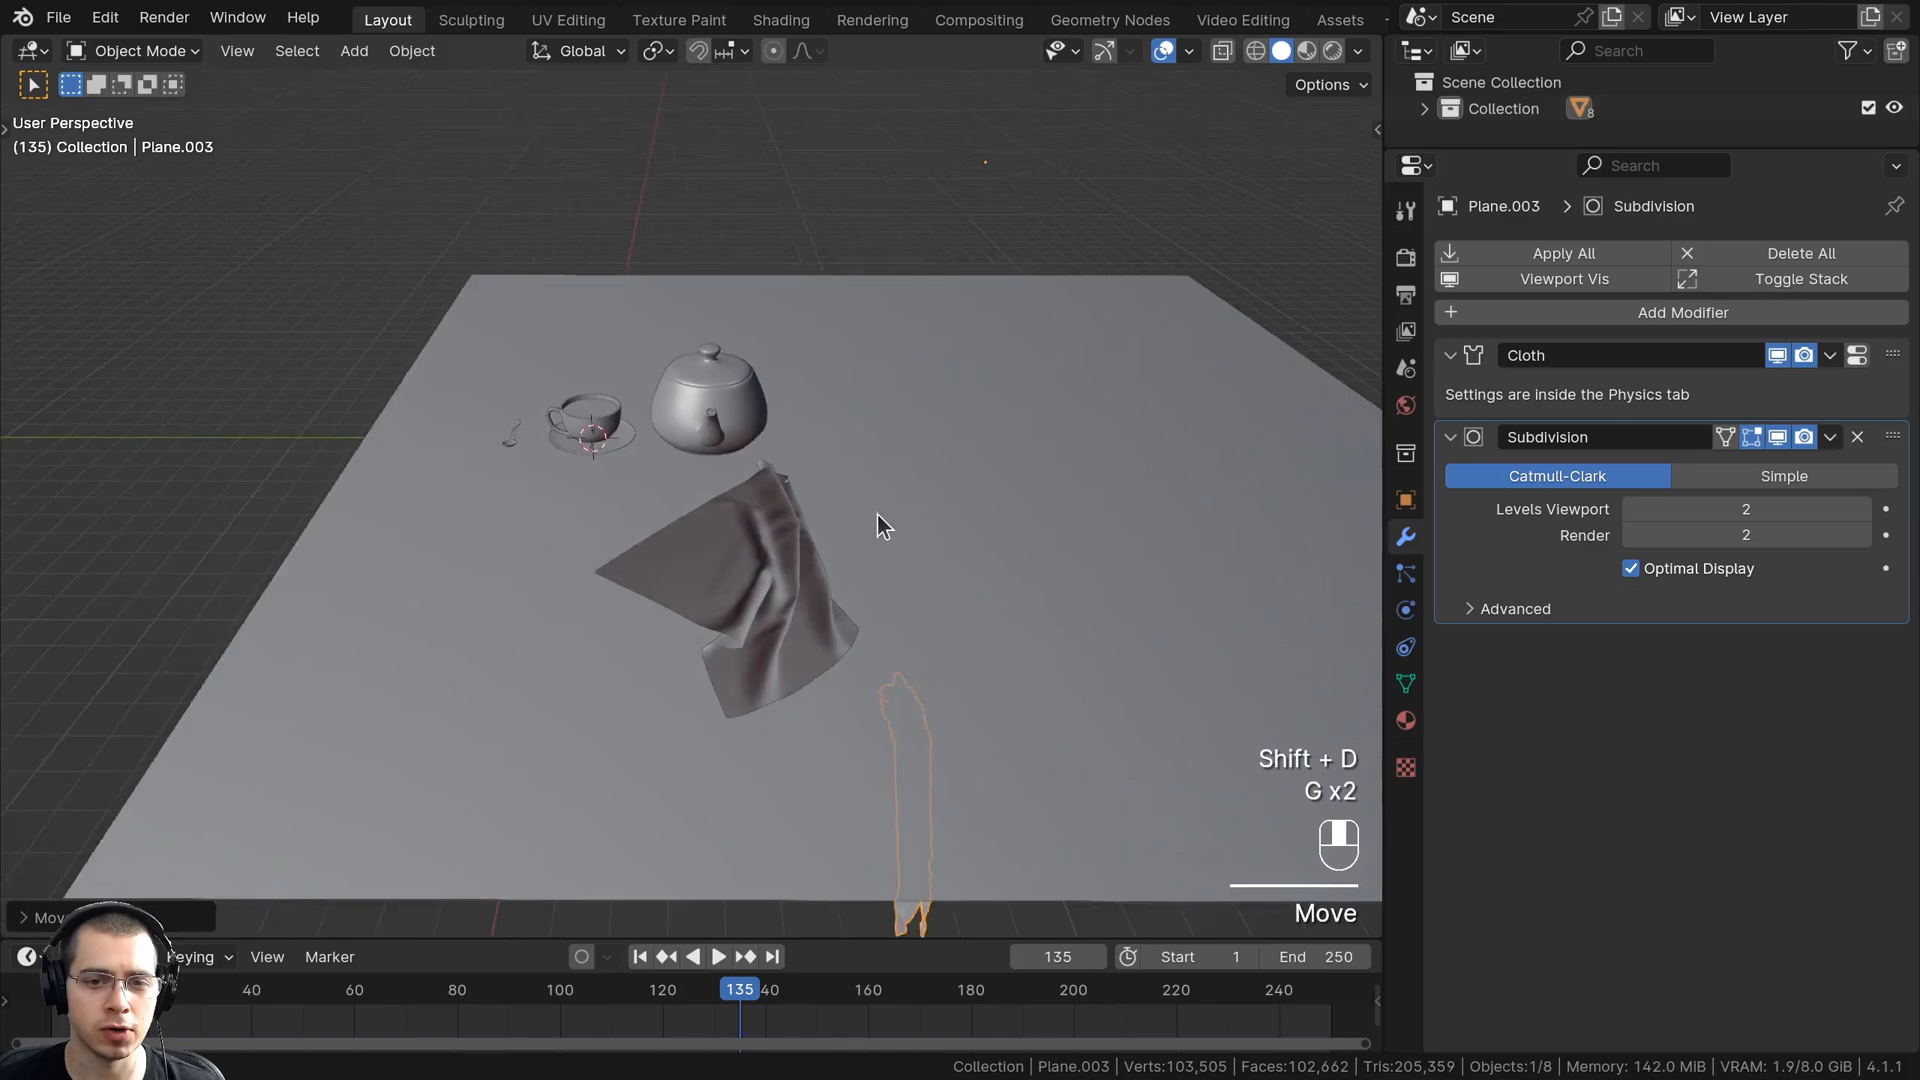 File Edit Render Window Help Layout Sculpting UV Editing Texture Paint Shading Rendering Compositing Geometry Nodes Video Editing Assets Scene View Layer
Object Mode View Select Add Object Global Search
Options
Scene Collection
Collection 8
User Perspective
(135) Collection | Plane.003
Search
Plane.003 Subdivision
Apply All Delete All
Viewport Vis Toggle Stack
Add Modifier
Cloth
Settings are inside the Physics tab
Subdivision
Catmull-Clark Simple
Levels Viewport 2
Render 2
Optimal Display
Advanced
Shift + D
G x2
Move
View Marker 135 Start 1 End 250
40 60 80 100 120 135 40 160 180 200 220 240
Collection | Plane.003 | Verts:103,505 | Faces:102,662 | Tris:205,359 | Objects:1/8 | Memory: 142.0 MiB | VRAM: 1.9/8.0 GiB | 4.1.1